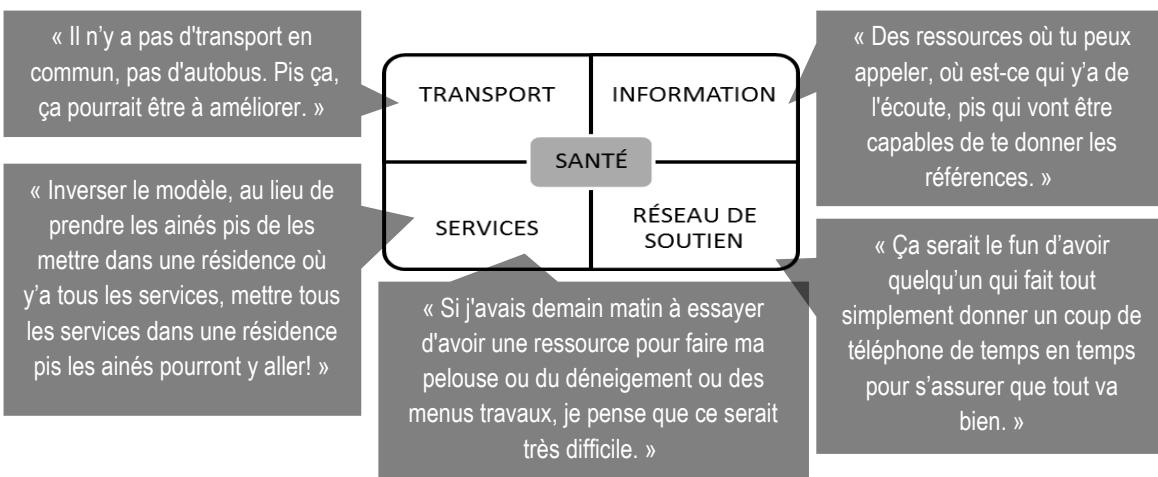 « Il n’y a pas d'transport en
commun, pas d'autobus. Pis ça,
ça pourrait être à améliorer. »
« Inverser le modèle, au lieu de
prendre les ainés pis de les
mettre dans une résidence où
y’a tous les services, mettre tous
les services dans une résidence
pis les ainés pourront y aller! »
TRANSPORT
INFORMATION
SANTÉ
SERVICES
RÉSEAU DE
SOUTIEN
« Si j'avais demain matin à essayer
d'avoir une ressource pour faire ma
pelouse ou du déneigement ou des
menus travaux, je pense que ce serait
très difficile. »
« Des ressources où tu peux
appeler, où est-ce qui y’a de
l'écoute, pis qui vont être
capables de te donner les
références. »
« Ça serait le fun d’avoir
quelqu’un qui fait tout
simplement donner un coup de
téléphone de temps en temps
pour s’assurer que tout va
bien. »